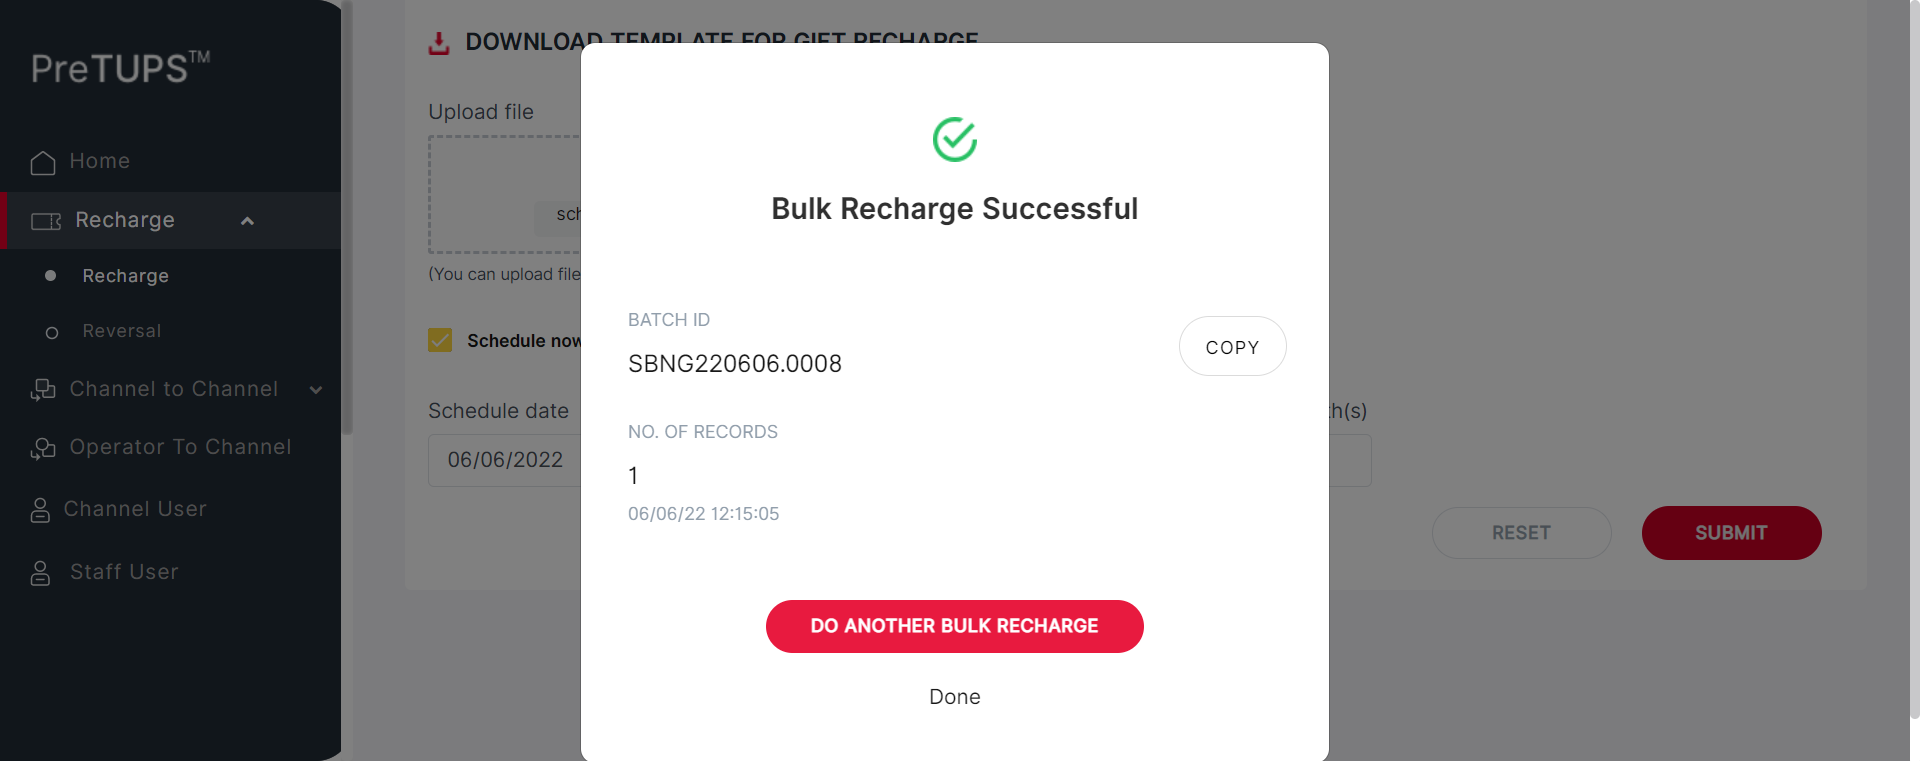 PreTUPS™
Home
Recharge
Recharge
Reversal
Channel to Channel
Operator To Channel
Channel User
Staff User
DOWNLOAD TEMPLATE FOR GIFT RECHARGE
Upload file
sch
(You can upload file
Schedule now
Schedule date
06/06/2022
th(s)
RESET
SUBMIT
Bulk Recharge Successful
BATCH ID
SBNG220606.0008
COPY
NO. OF RECORDS
1
06/06/22 12:15:05
DO ANOTHER BULK RECHARGE
Done